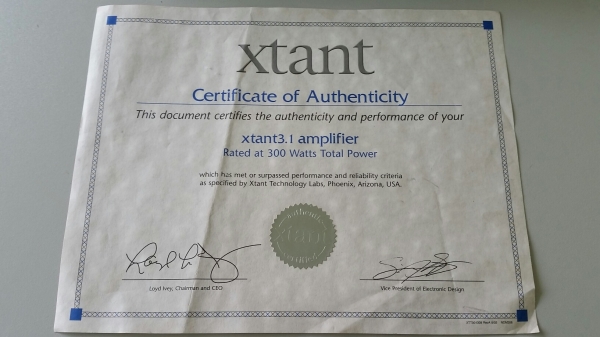 xtant
Certificate of Authenticity
This document certifies the authenticity and performance of your
xtant3.1 amplifier
Rated at 300 Watts Total Power
which has met or surpassed performance and reliability criteria
as specified by Xtant Technology Labs, Phoenix, Arizona, USA.
xtant
Loyd Ivey, Chairman and CEO
Vice President of Electronic Design